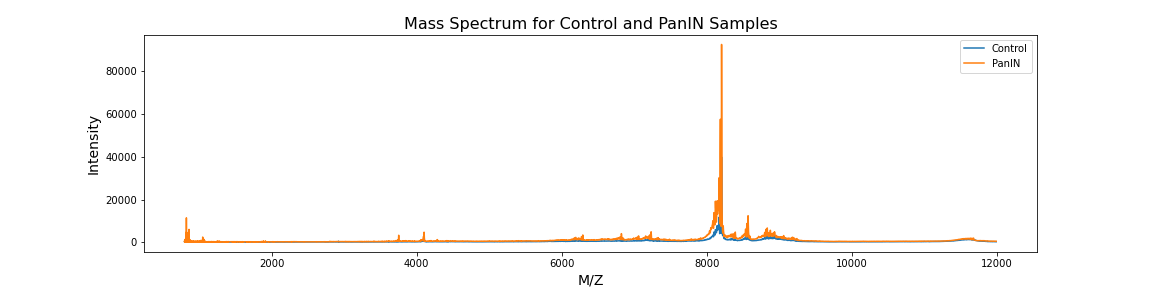 Mass Spectrum for Control and PanIN Samples
Control
PanIN
Intensity
80000
60000
40000
20000
0
2000
4000
6000
8000
10000
12000
M/Z